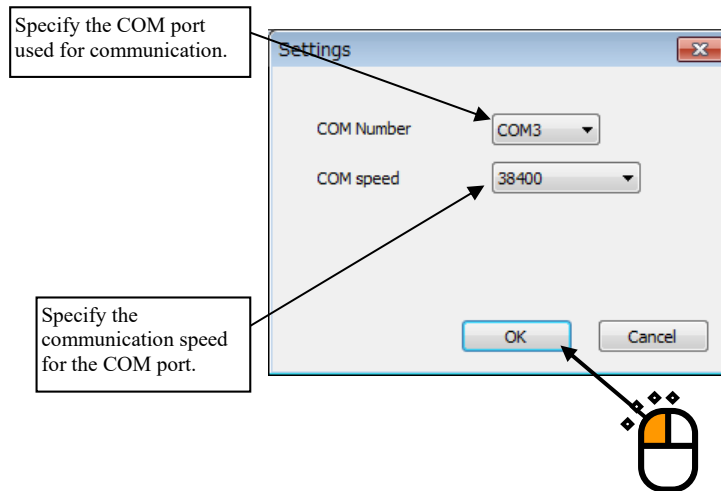 Specify the COM port
used for communication.
Settings
COM Number
COM3
COM speed
38400
Specify the
communication speed
for the COM port.
OK
Cancel